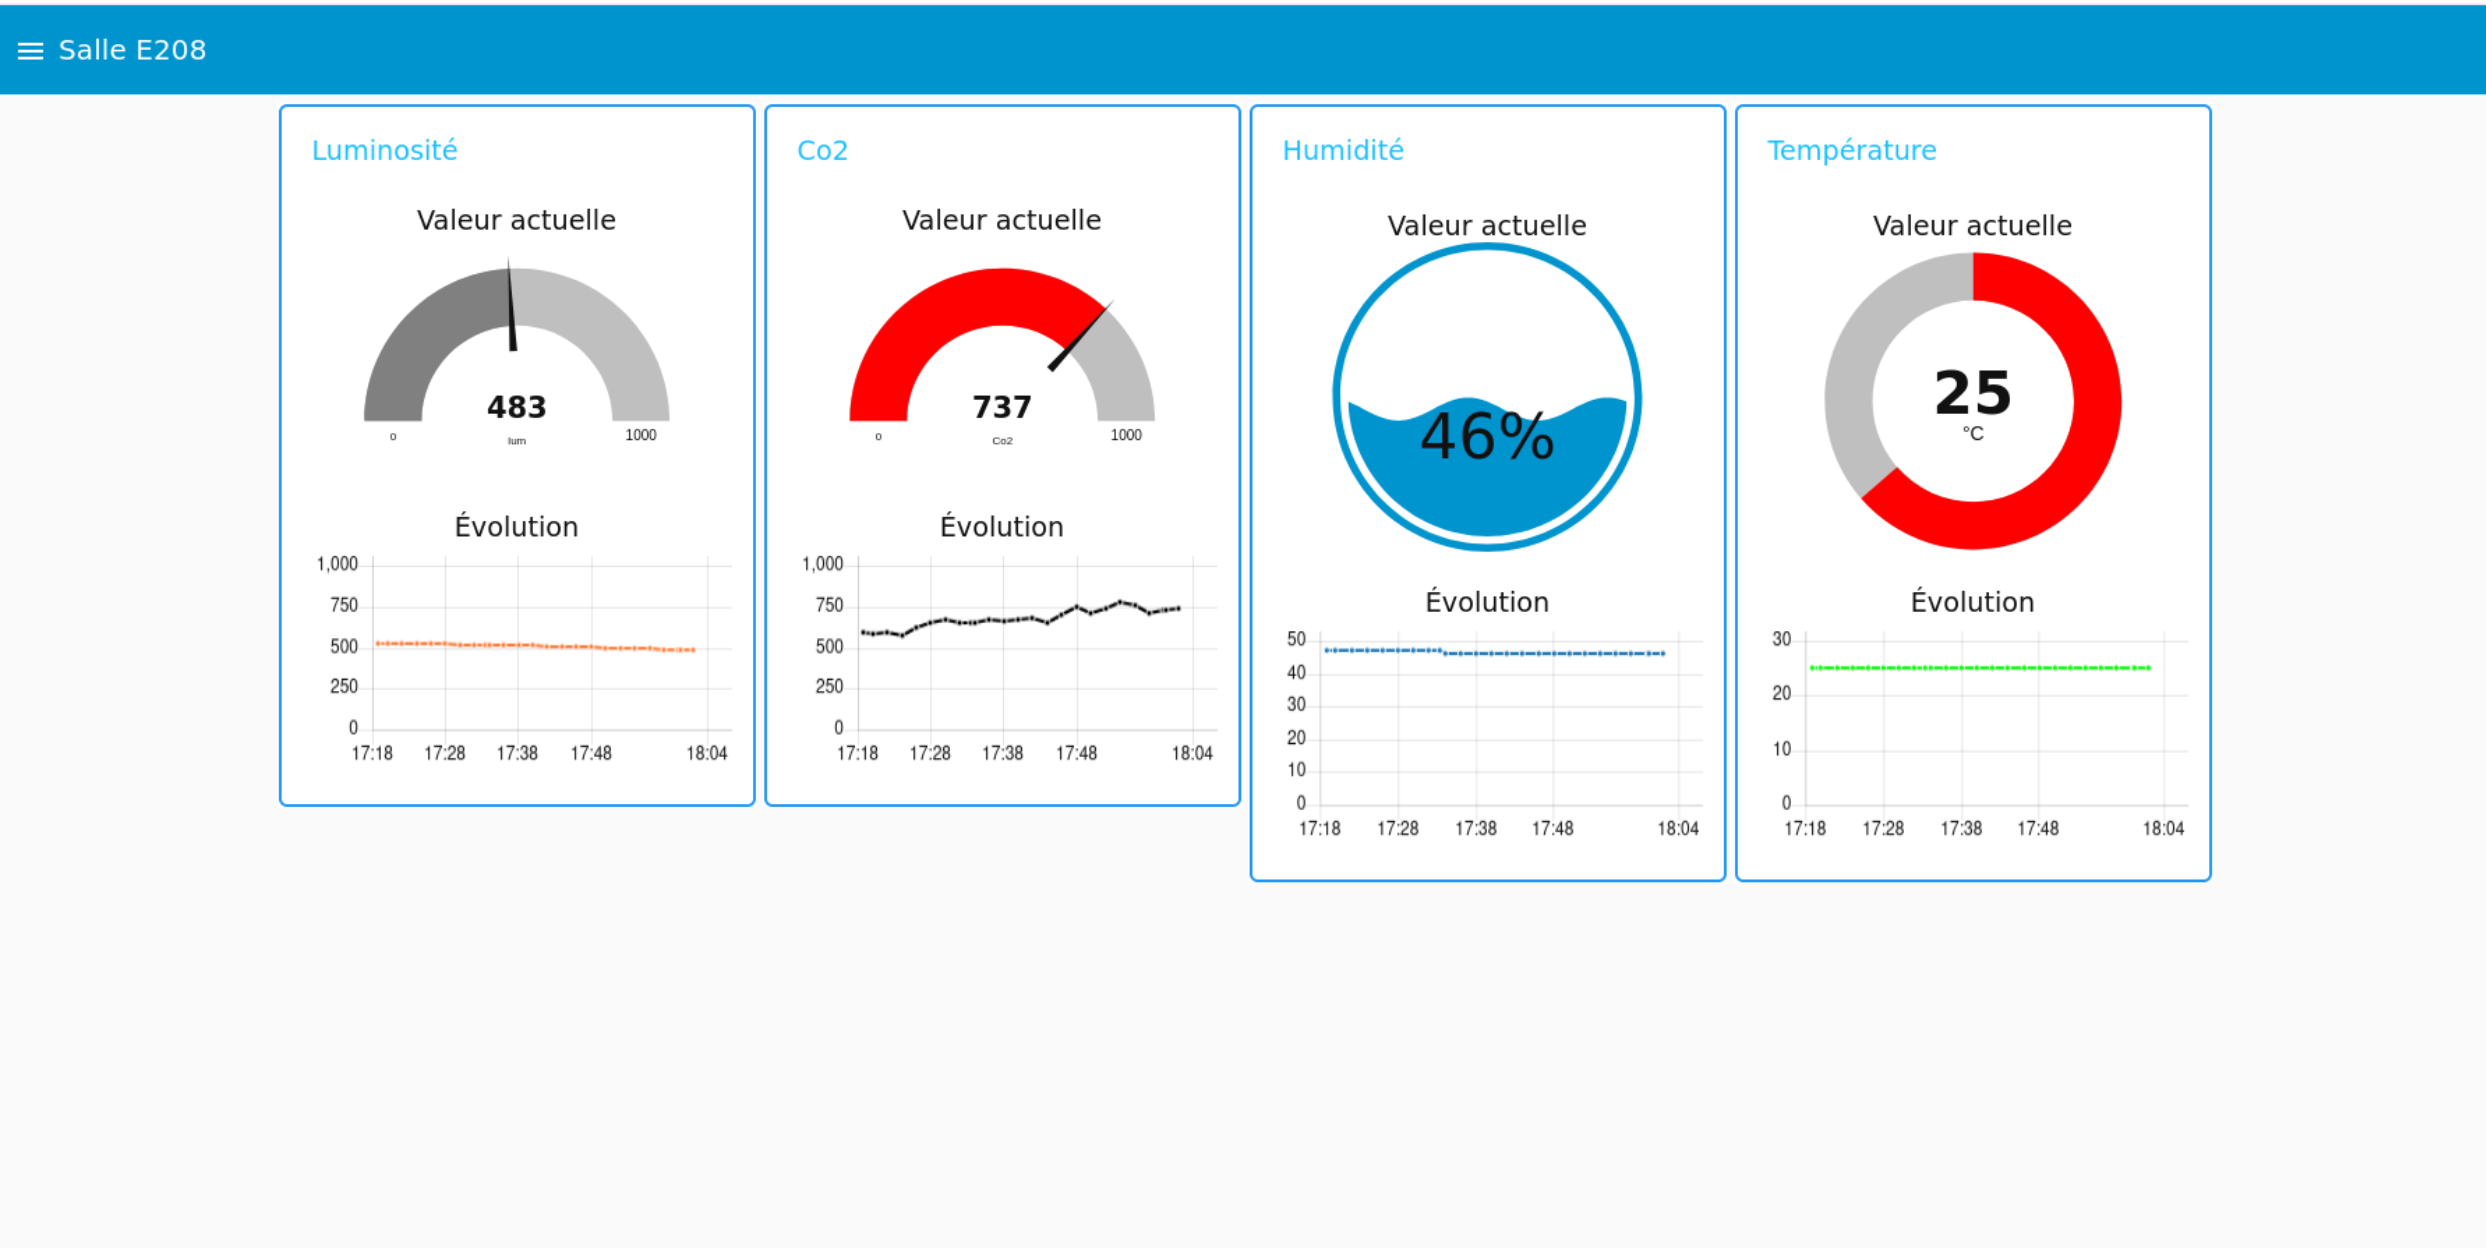 Salle E208
Luminosité
Valeur actuelle
483
0 lum 1000
Évolution
1,000
750
500
250
0
17:18 17:28 17:38 17:48 18:04
Co2
Valeur actuelle
737
0 Co2 1000
Évolution
1,000
750
500
250
0
17:18 17:28 17:38 17:48 18:04
Humidité
Valeur actuelle
46%
Évolution
50
40
30
20
10
0
17:18 17:28 17:38 17:48 18:04
Température
Valeur actuelle
25
°C
Évolution
30
20
10
0
17:18 17:28 17:38 17:48 18:04